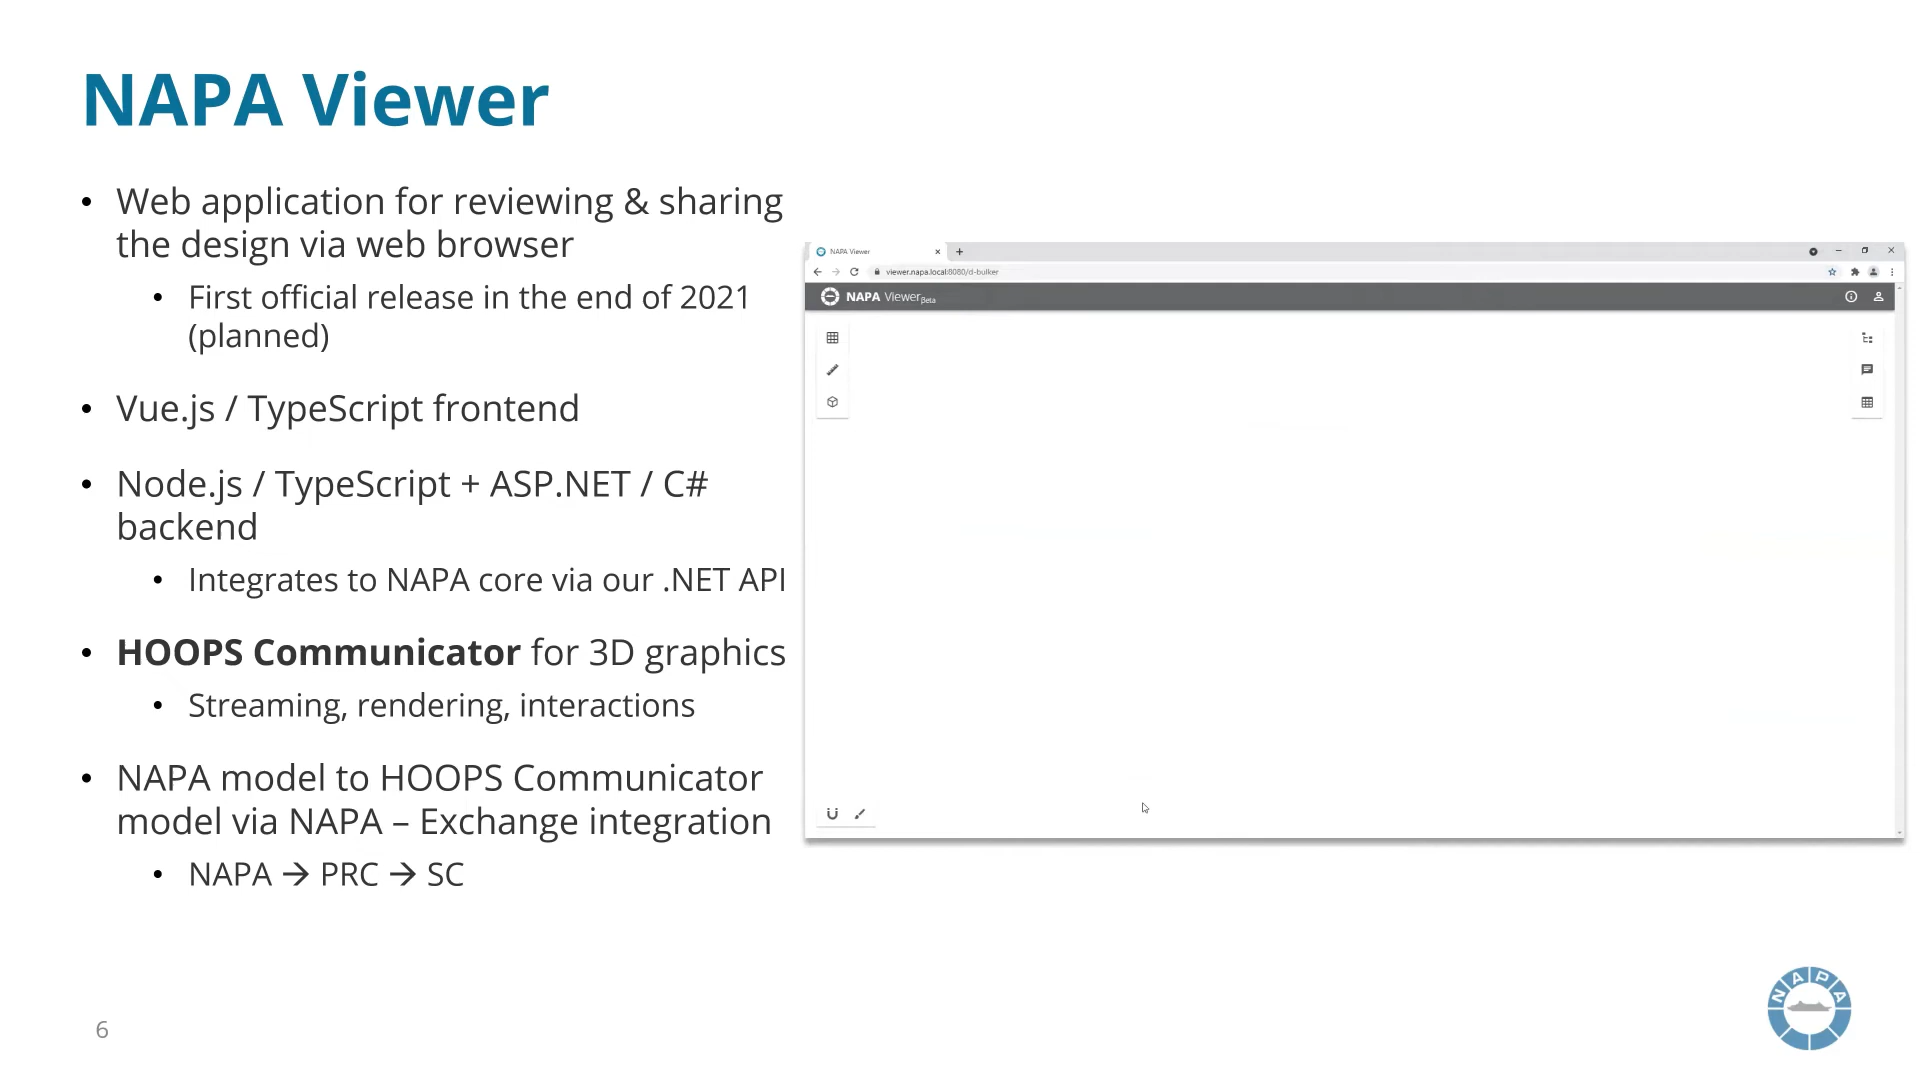 NAPA Viewer
• Web application for reviewing & sharing
the design via web browser
• First official release in the end of 2021
(planned)
• Vue.js / TypeScript frontend
• Node.js / TypeScript + ASP.NET / C#
backend
• Integrates to NAPA core via our .NET API
• HOOPS Communicator for 3D graphics
• Streaming, rendering, interactions
• NAPA model to HOOPS Communicator
model via NAPA – Exchange integration
• NAPA → PRC → SC
NAPA Viewer
viewer.napa.local:8080/d-bulker
NAPA Viewer βeta
NAPA
6